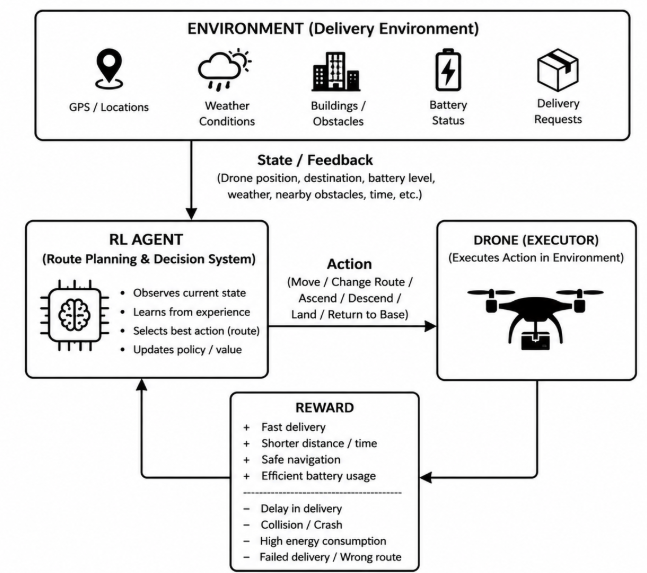 ENVIRONMENT (Delivery Environment)
GPS / Locations
Weather
Conditions
Buildings /
Obstacles
Battery
Status
Delivery
Requests
State / Feedback
(Drone position, destination, battery level,
weather, nearby obstacles, time, etc.)
RL AGENT
(Route Planning & Decision System)
• Observes current state
• Learns from experience
• Selects best action (route)
• Updates policy / value
Action
(Move / Change Route /
Ascend / Descend /
Land / Return to Base)
DRONE (EXECUTOR)
(Executes Action in Environment)
REWARD
+ Fast delivery
+ Shorter distance / time
+ Safe navigation
+ Efficient battery usage
– Delay in delivery
– Collision / Crash
– High energy consumption
– Failed delivery / Wrong route